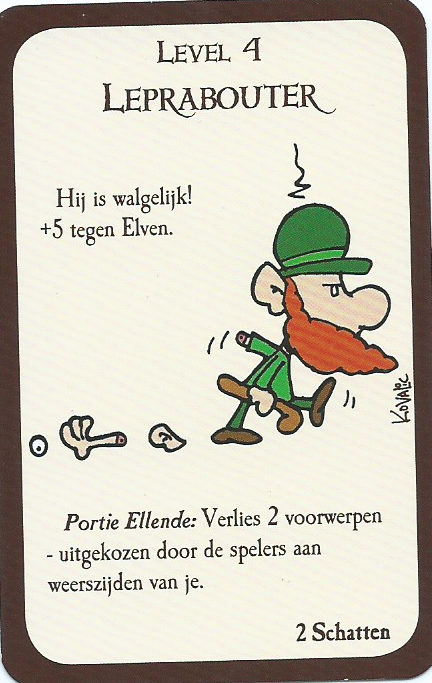 Level 4
Leprabouter
Hij is walgelijk!
+5 tegen Elven.
Kovalic
Portie Ellende: Verlies 2 voorwerpen
- uitgekozen door de spelers aan
weerszijden van je.
2 Schatten